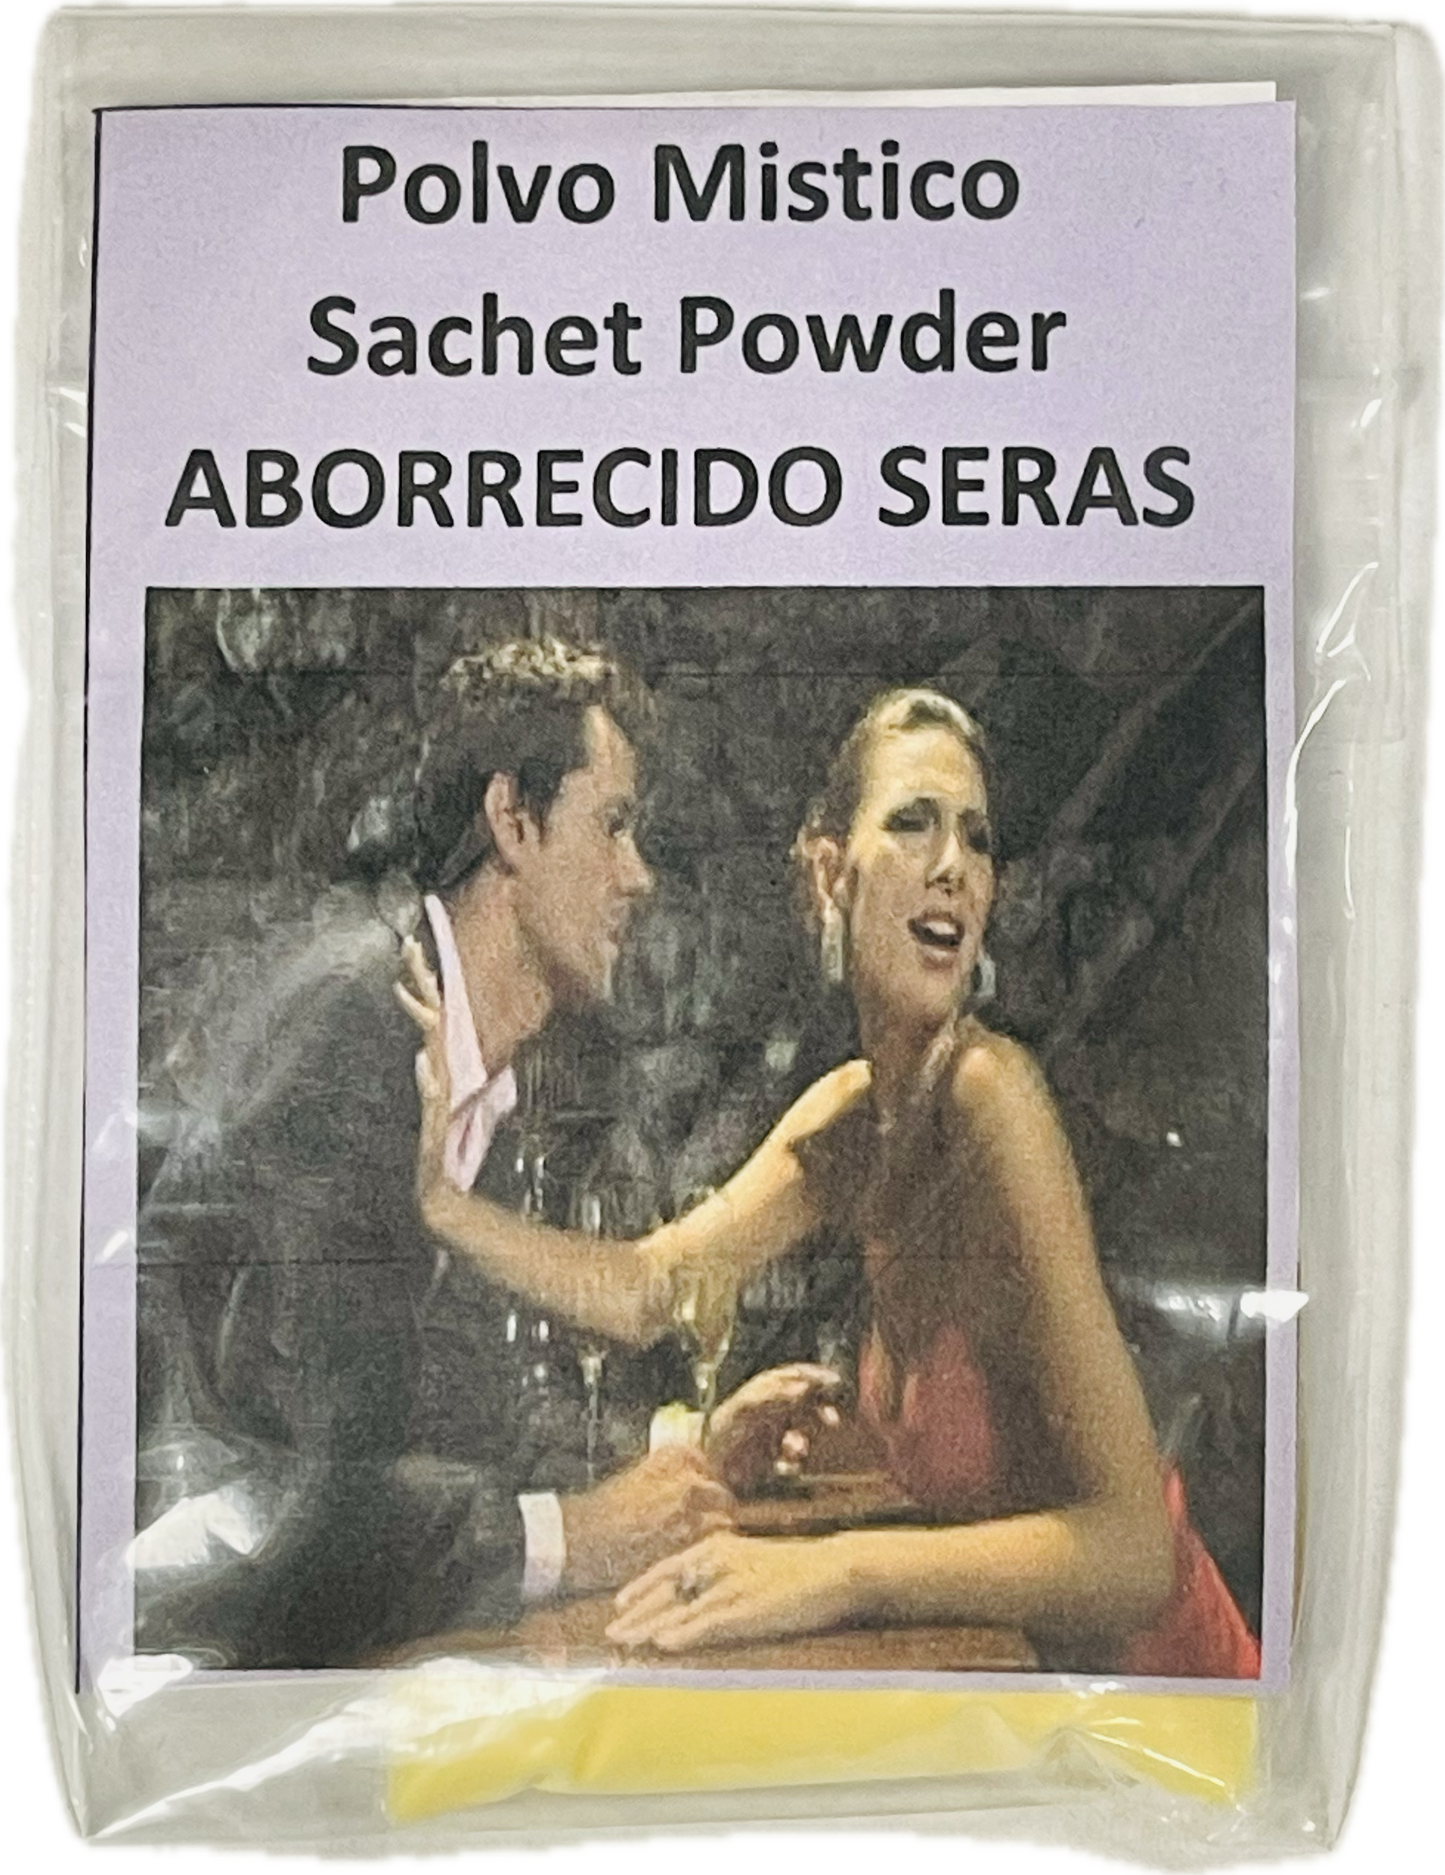 Polvo Mistico
Sachet Powder
ABORRECIDO SERAS